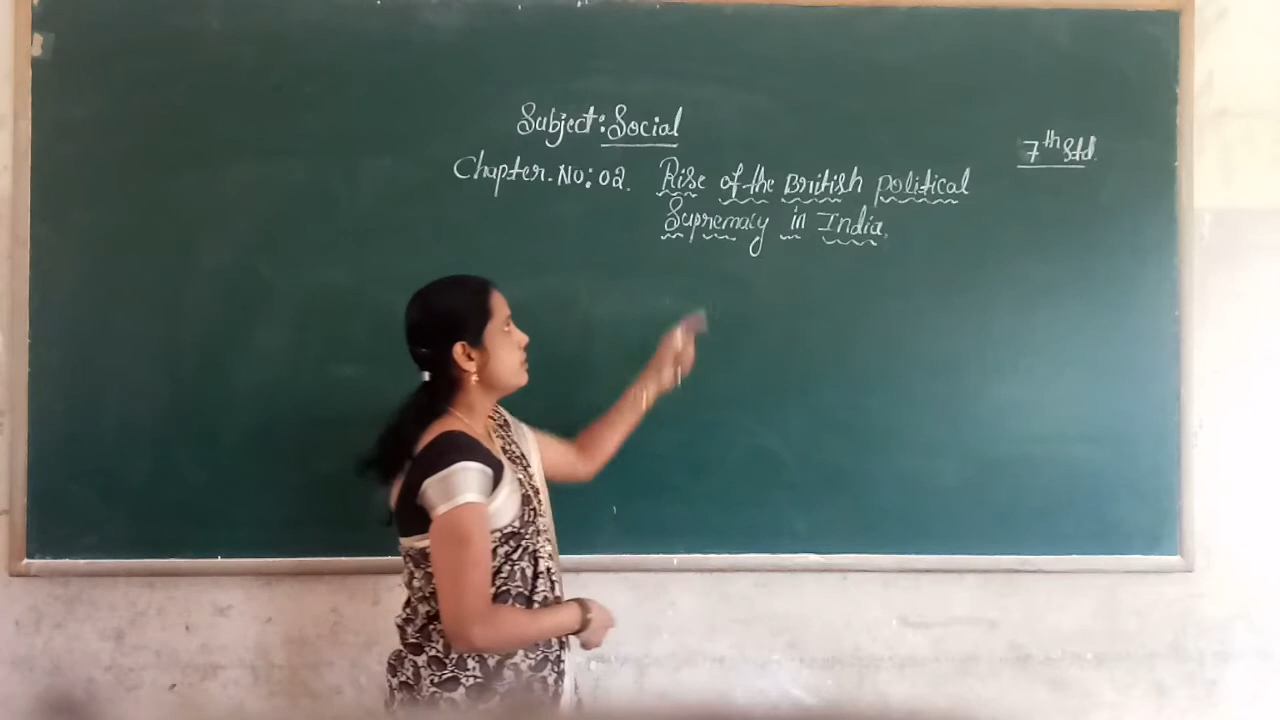 Subject: Social
7th Std.
Chapter. No: 02. Rise of the British political
Supremacy in India.